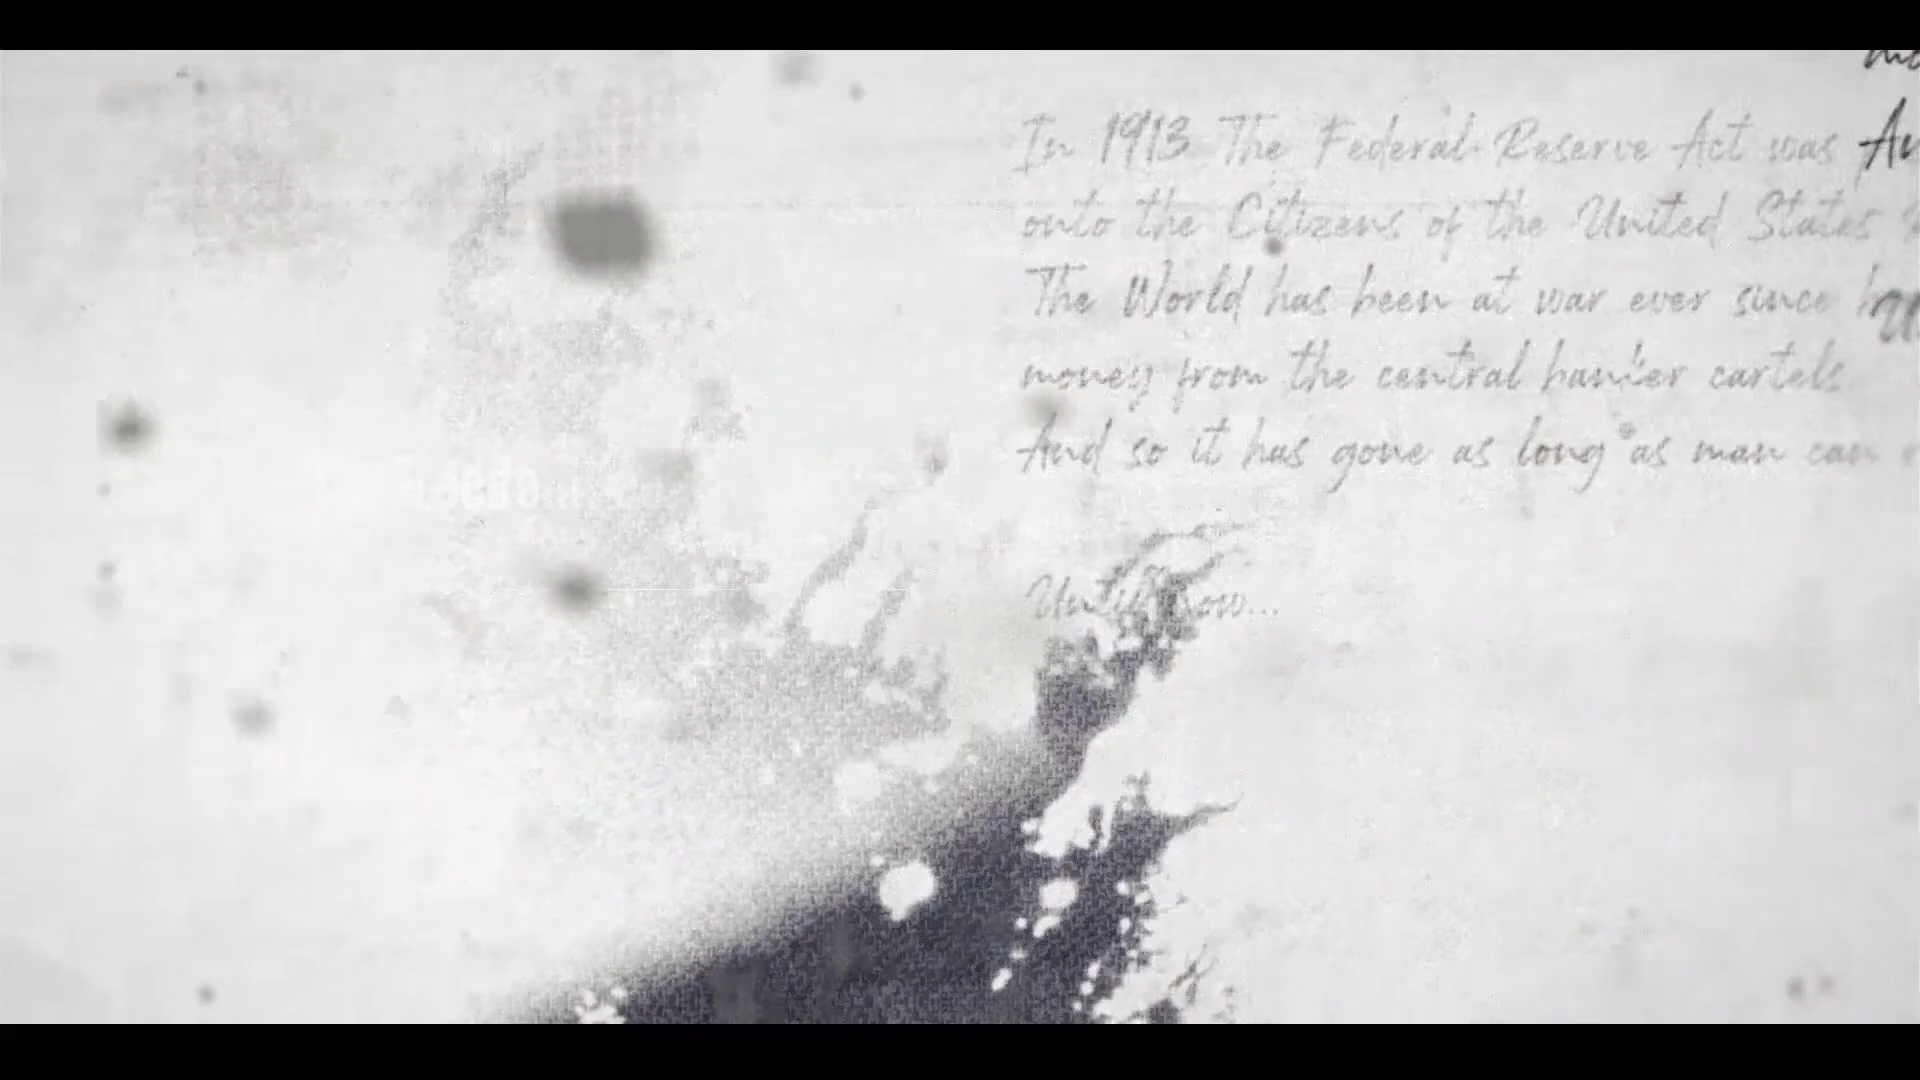 In 1913 The Federal Reserve Act was
onto the Citizens of the United States
The World has been at war ever since
money from the central banker cartels
And so it has gone as long as man can
Until now...